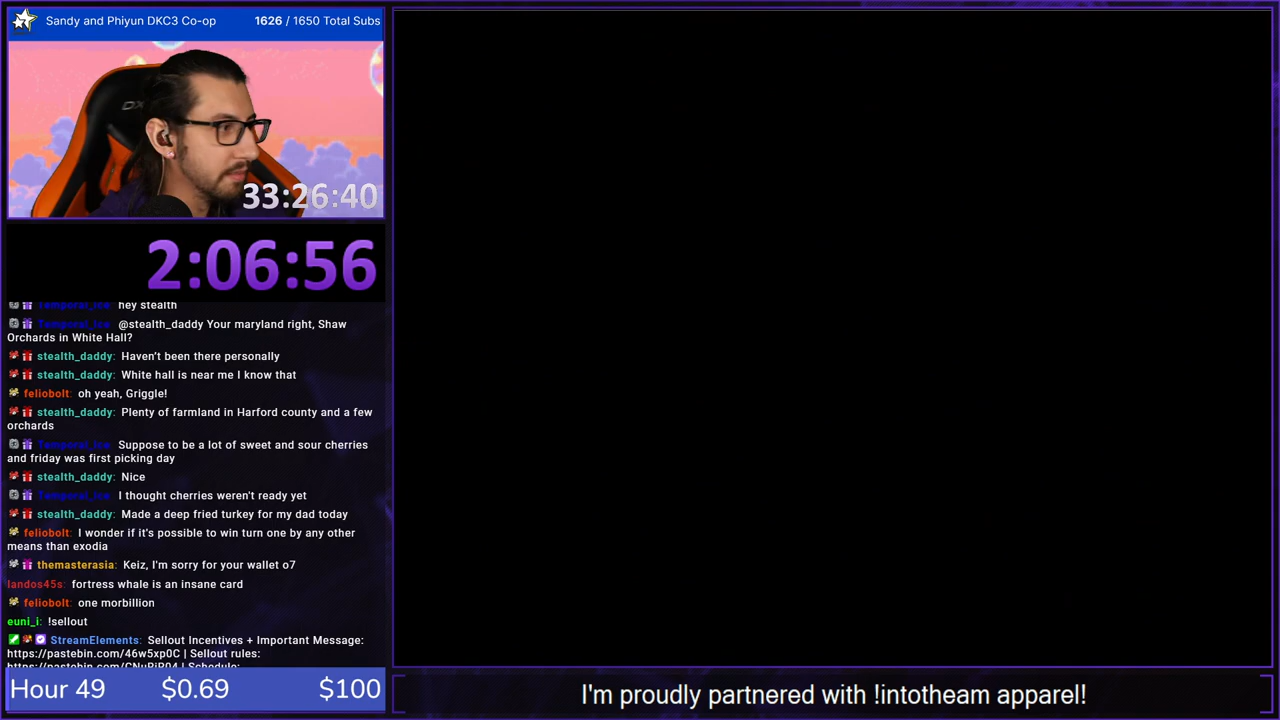 Sandy and Phiyun DKC3 Co-op 1626 / 1650 Total Subs
DX
33:26:40
2:06:56
Temporal_ice: hey stealth
Temporal_ice: @stealth_daddy Your maryland right, Shaw
Orchards in White Hall?
stealth_daddy: Haven't been there personally
stealth_daddy: White hall is near me I know that
feliobolt: oh yeah, Griggle!
stealth_daddy: Plenty of farmland in Harford county and a few
orchards
Temporal_ice: Suppose to be a lot of sweet and sour cherries
and friday was first picking day
stealth_daddy: Nice
Temporal_ice: I thought cherries weren't ready yet
stealth_daddy: Made a deep fried turkey for my dad today
feliobolt: I wonder if it's possible to win turn one by any other
means than exodia
themasterasia: Keiz, I'm sorry for your wallet o7
landos45s: fortress whale is an insane card
feliobolt: one morbillion
euni_i: !sellout
StreamElements: Sellout Incentives + Important Message:
https://pastebin.com/46w5xp0C | Sellout rules:
Hour 49 $0.69 $100
I'm proudly partnered with !intotheam apparel!